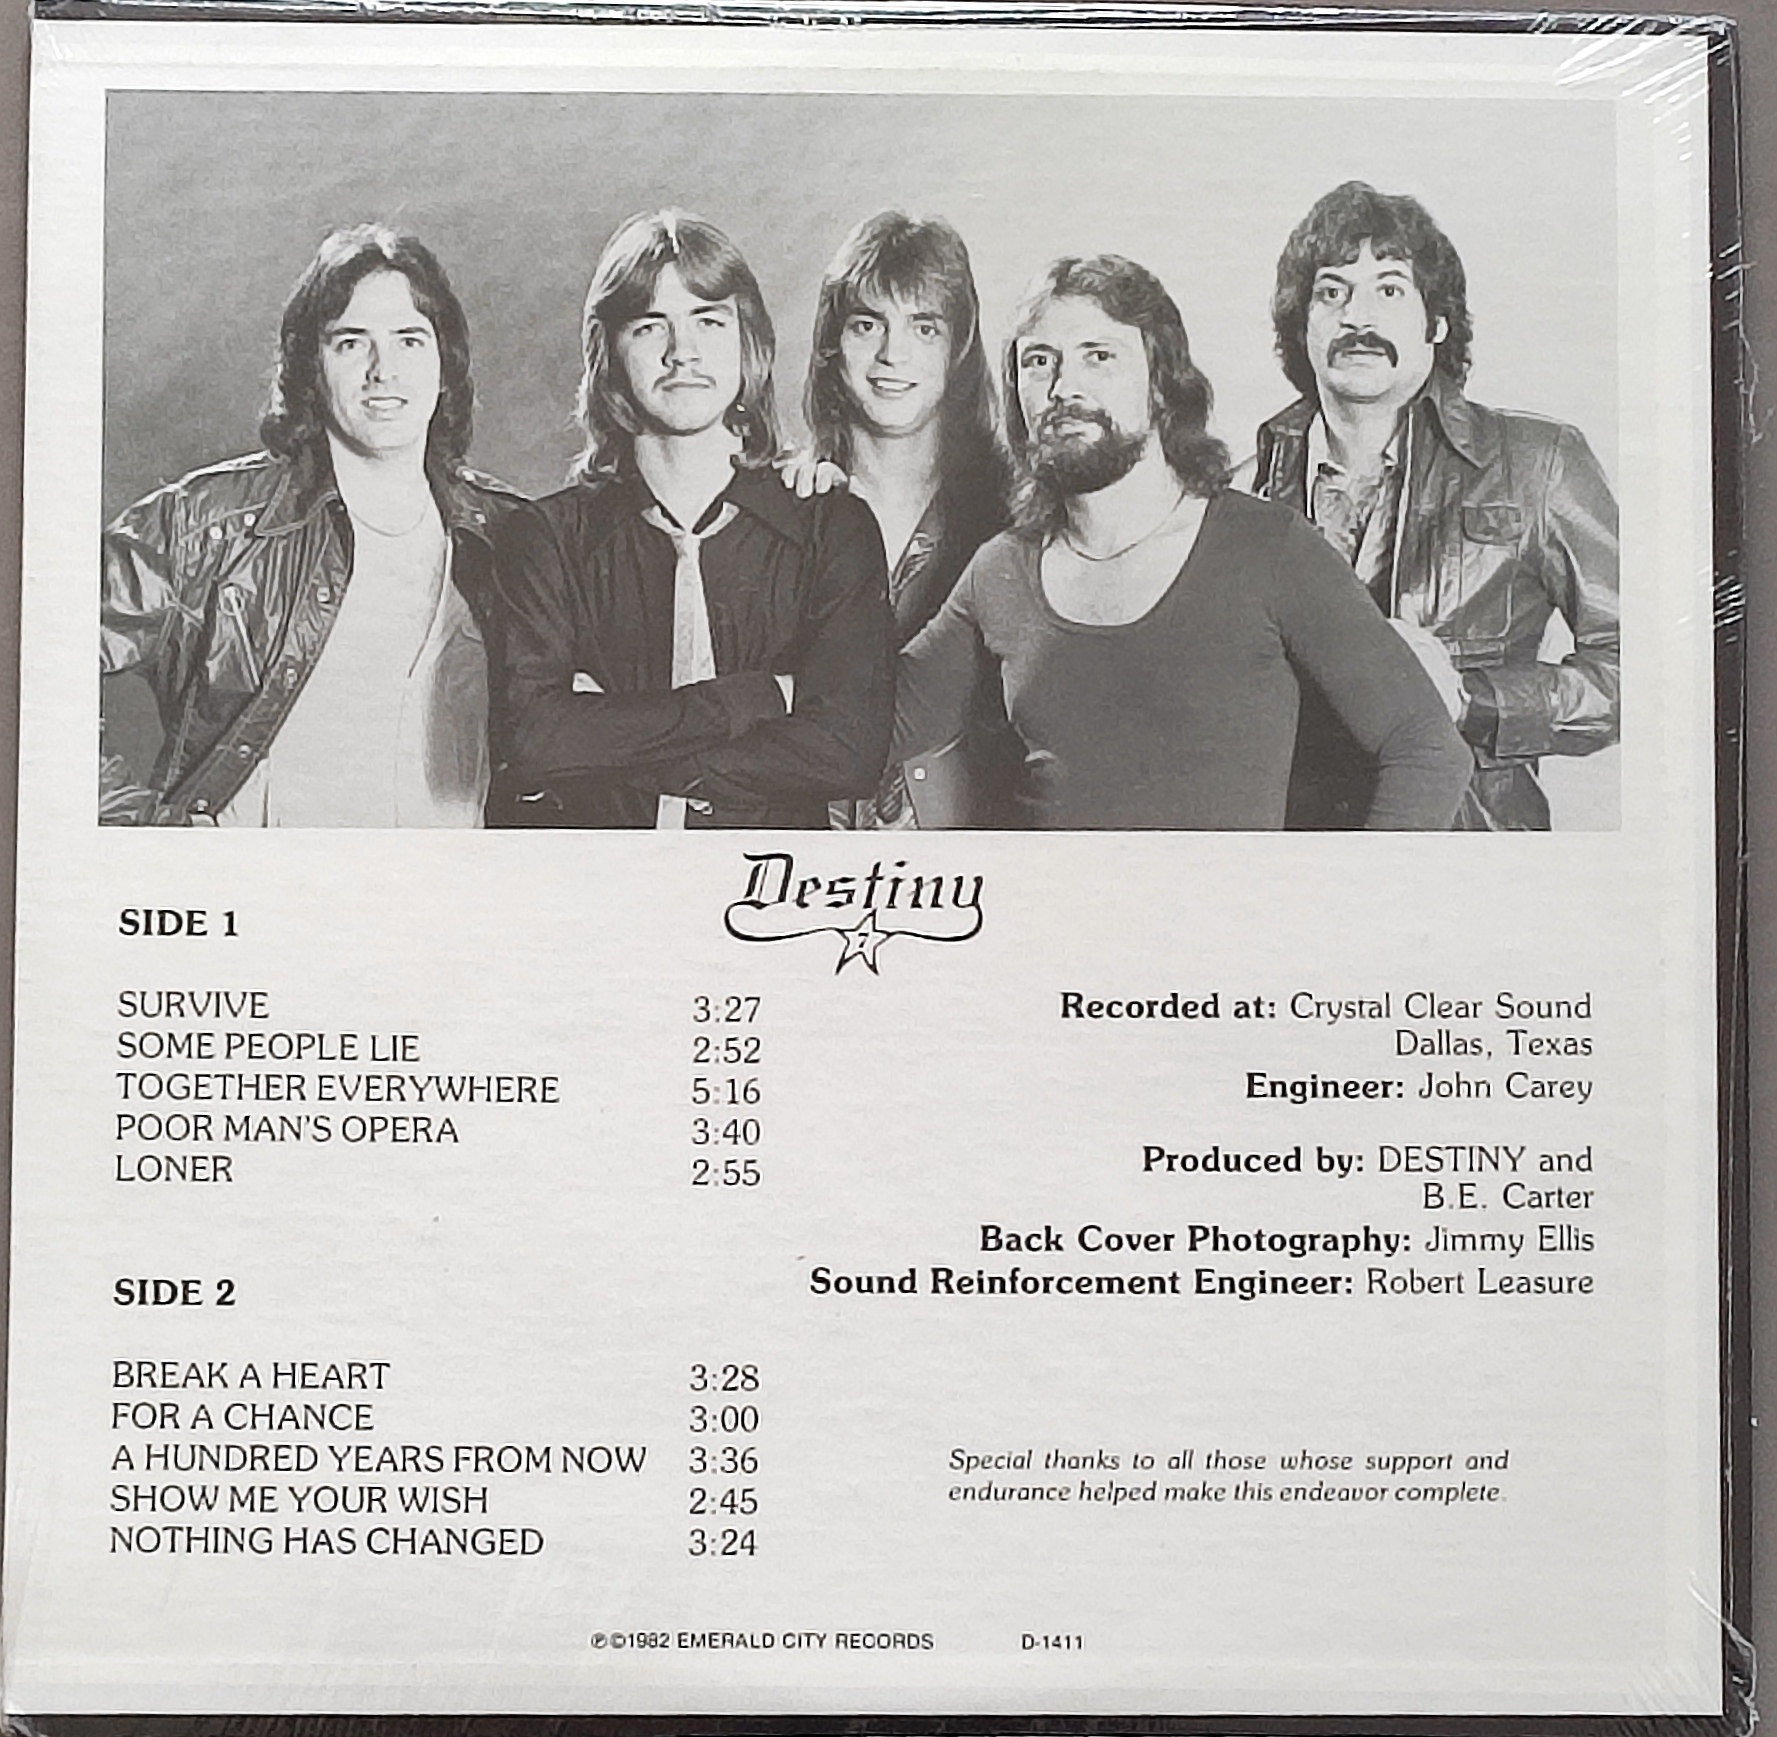 Destiny
7
SIDE 1
SURVIVE 3:27
SOME PEOPLE LIE 2:52
TOGETHER EVERYWHERE 5:16
POOR MAN'S OPERA 3:40
LONER 2:55
SIDE 2
BREAK A HEART 3:28
FOR A CHANCE 3:00
A HUNDRED YEARS FROM NOW 3:36
SHOW ME YOUR WISH 2:45
NOTHING HAS CHANGED 3:24
Recorded at: Crystal Clear Sound
Dallas, Texas
Engineer: John Carey
Produced by: DESTINY and
B.E. Carter
Back Cover Photography: Jimmy Ellis
Sound Reinforcement Engineer: Robert Leasure
Special thanks to all those whose support and
endurance helped make this endeavor complete.
℗©1982 EMERALD CITY RECORDS D-1411